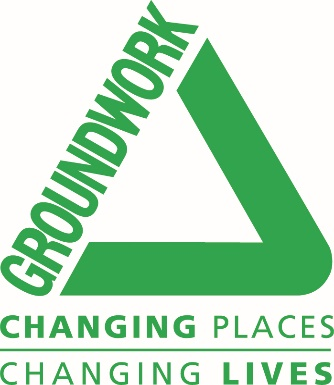 GROUNDWORK
CHANGING PLACES
CHANGING LIVES